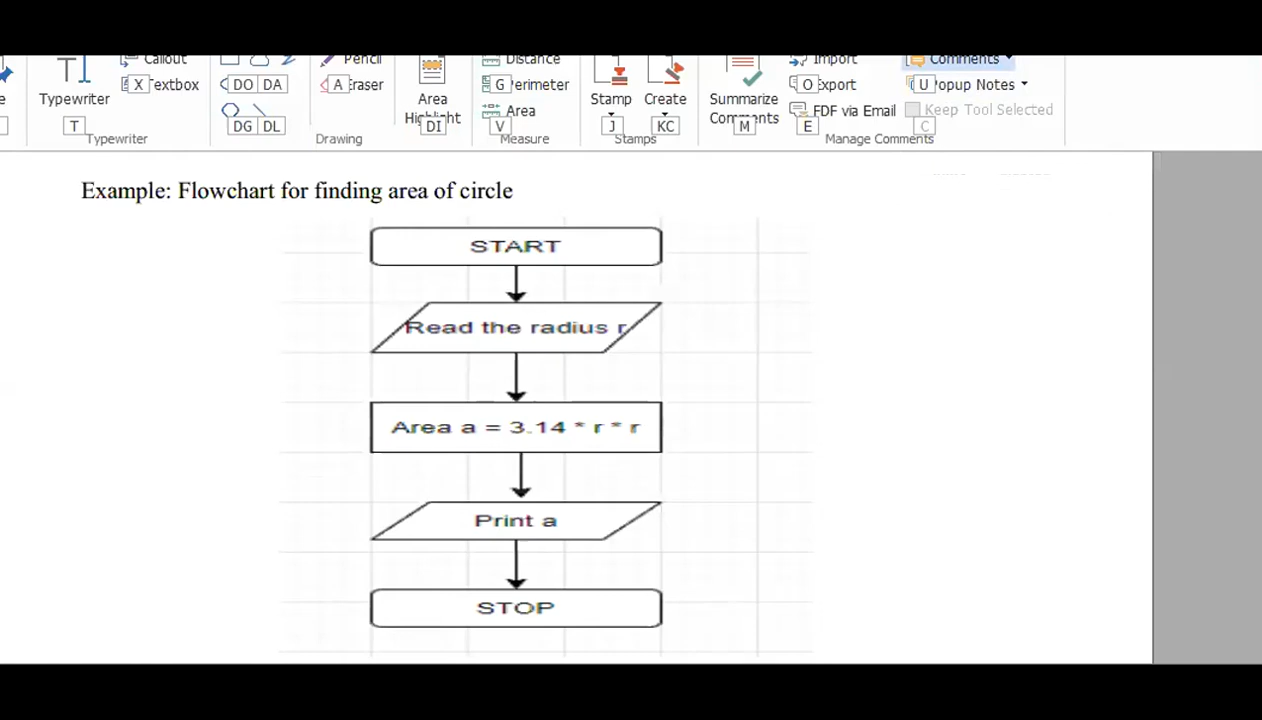 Callout
Pencil
Distance
Import
Comments
X Textbox
DO DA
A Eraser
G Perimeter
O Export
U Popup Notes
Typewriter
Area
Highlight
Area
Stamp
Create
Summarize
Comments
FDF via Email
Keep Tool Selected
T
DG DL
DI
V
J
KC
M
E
C
Typewriter
Drawing
Measure
Stamps
Manage Comments
Example: Flowchart for finding area of circle
START
Read the radius r
Area a = 3.14 * r * r
Print a
STOP